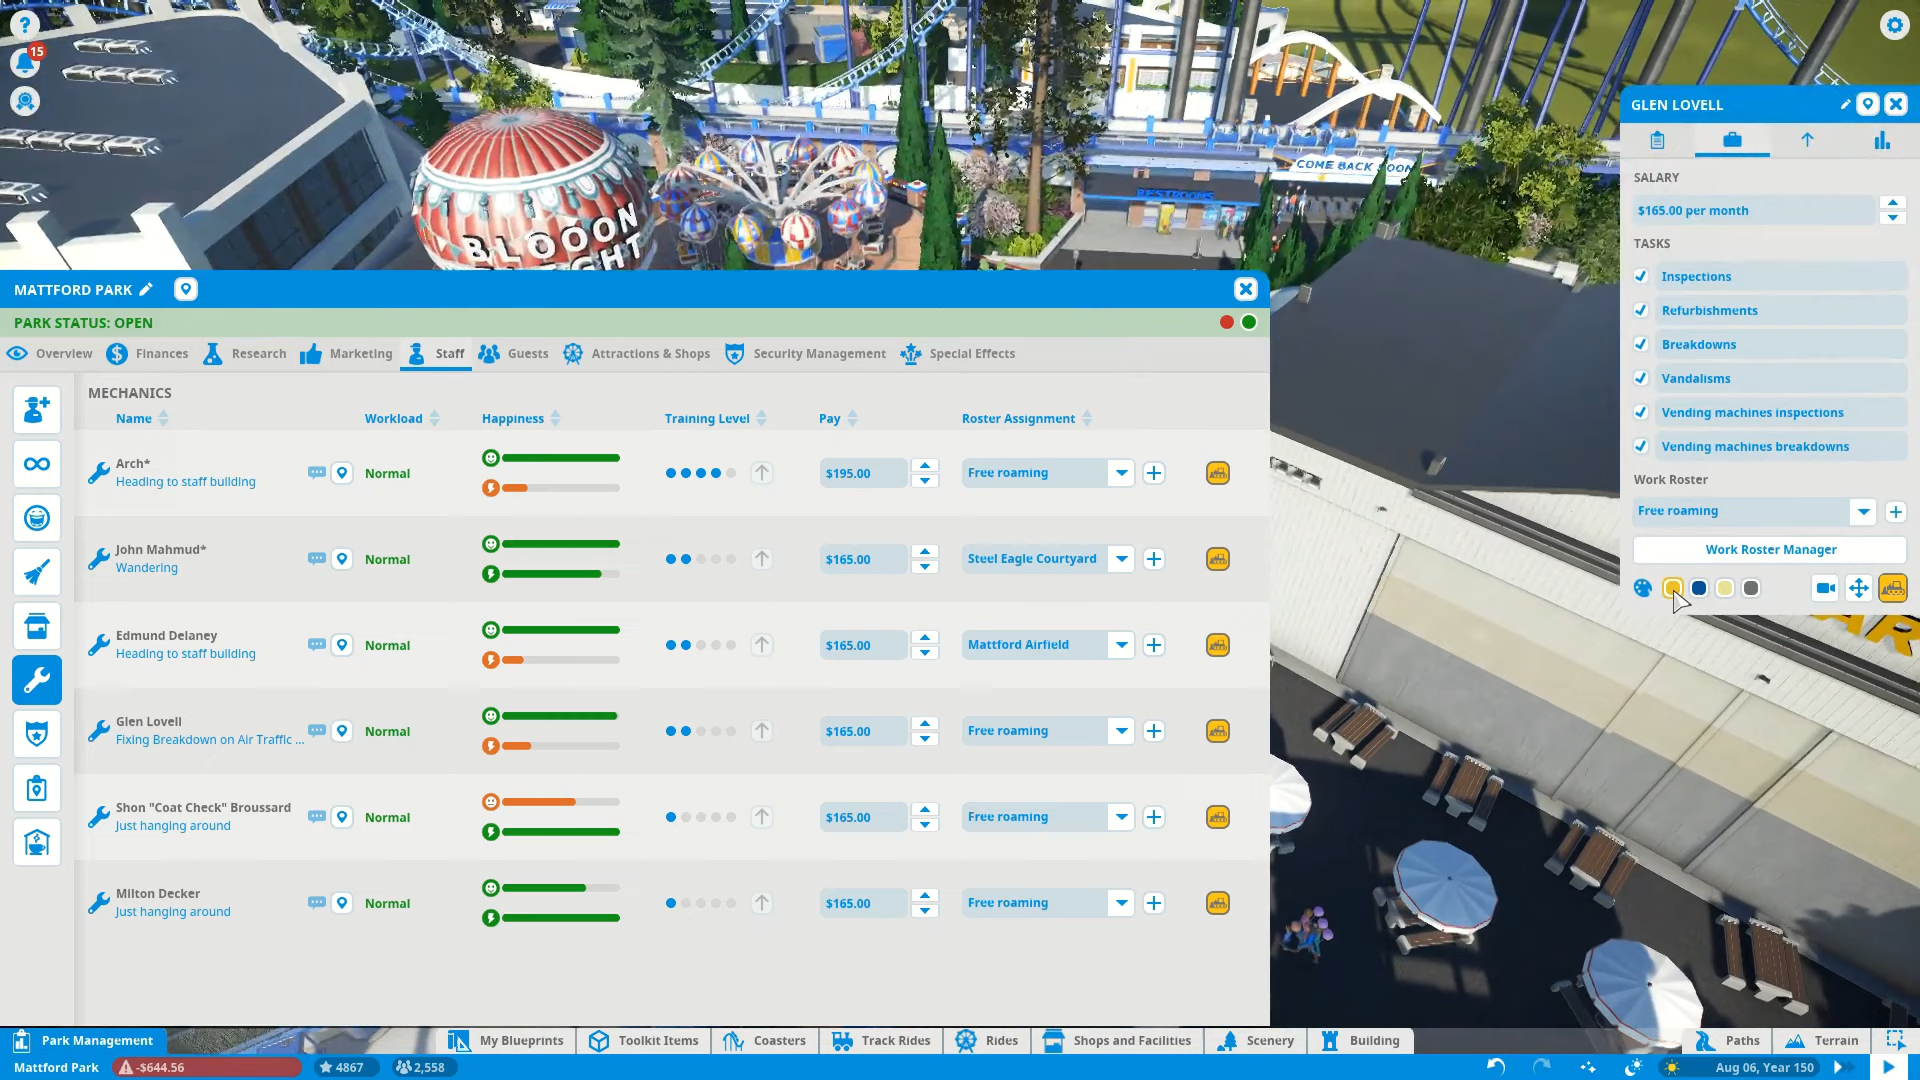 ?
15
BLOOON
COME BACK SOON
RESTROOMS
MATTFORD PARK
PARK STATUS: OPEN
Overview
Finances
Research
Marketing
Staff
Guests
Attractions & Shops
Security Management
Special Effects
MECHANICS
Name
Workload
Happiness
Training Level
Pay
Roster Assignment
Arch*
Heading to staff building
Normal
$195.00
Free roaming
John Mahmud*
Wandering
Normal
$165.00
Steel Eagle Courtyard
Edmund Delaney
Heading to staff building
Normal
$165.00
Mattford Airfield
Glen Lovell
Fixing Breakdown on Air Traffic ...
Normal
$165.00
Free roaming
Shon "Coat Check" Broussard
Just hanging around
Normal
$165.00
Free roaming
Milton Decker
Just hanging around
Normal
$165.00
Free roaming
GLEN LOVELL
SALARY
$165.00 per month
TASKS
Inspections
Refurbishments
Breakdowns
Vandalisms
Vending machines inspections
Vending machines breakdowns
Work Roster
Free roaming
Work Roster Manager
Park Management
My Blueprints
Toolkit Items
Coasters
Track Rides
Rides
Shops and Facilities
Scenery
Building
Paths
Terrain
Mattford Park
-$644.56
4867
2,558
Aug 06, Year 150